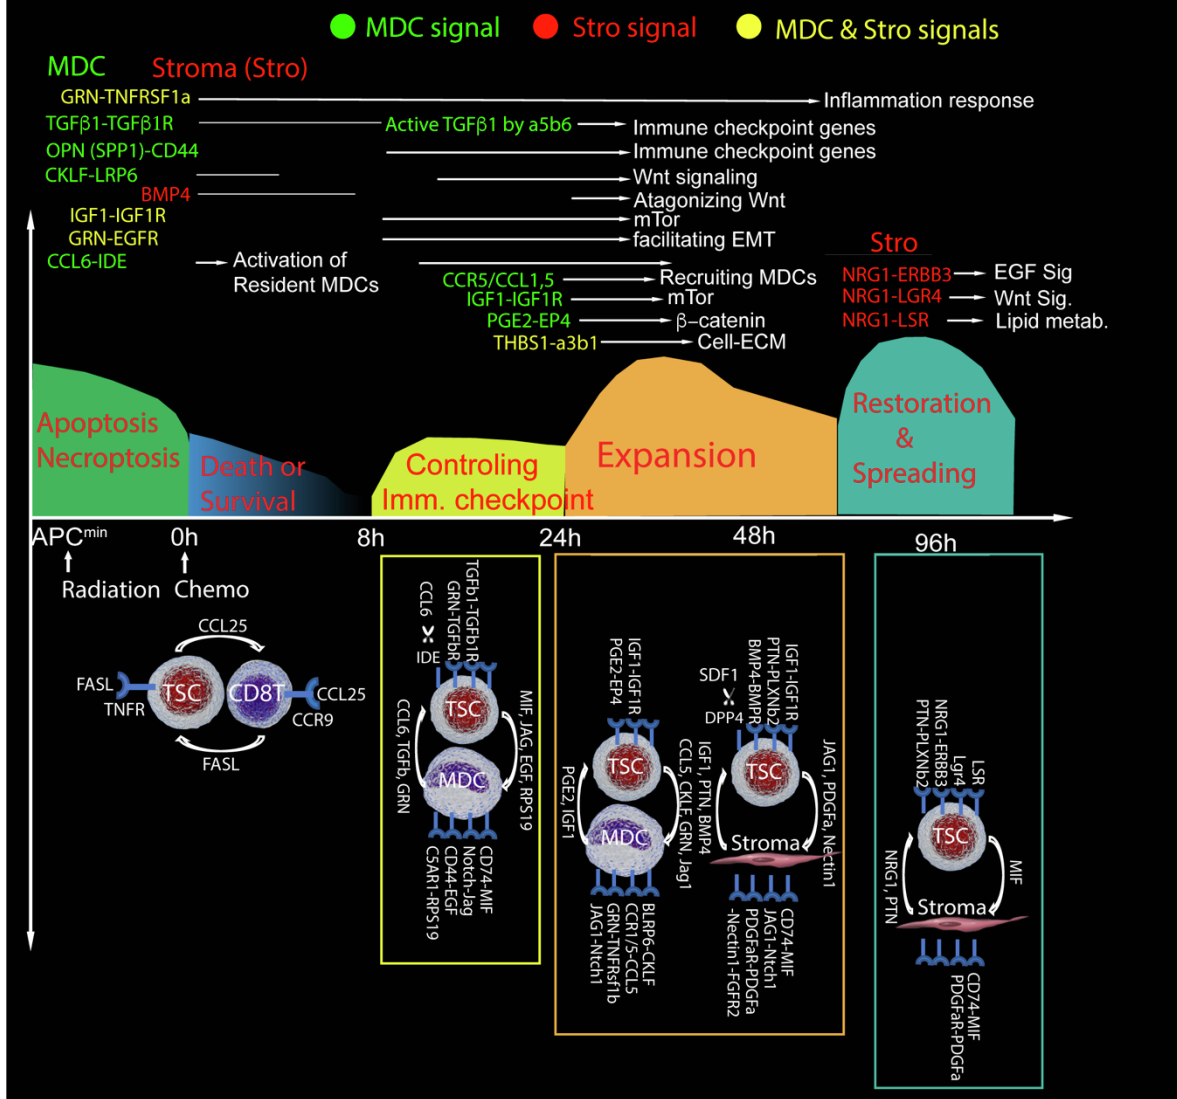 MDC signal
Stro signal
MDC & Stro signals
MDC
Stroma (Stro)
GRN-TNFRSF1a
Inflammation response
TGFβ1-TGFβ1R
Active TGFβ1 by a5b6
Immune checkpoint genes
OPN (SPP1)-CD44
Immune checkpoint genes
CKLF-LRP6
Wnt signaling
BMP4
Atagonizing Wnt
IGF1-IGF1R
mTor
GRN-EGFR
facilitating EMT
CCL6-IDE
Activation of
Resident MDCs
CCR5/CCL1,5
Recruiting MDCs
IGF1-IGF1R
mTor
PGE2-EP4
β-catenin
THBS1-a3b1
Cell-ECM
Stro
NRG1-ERBB3
EGF Sig
NRG1-LGR4
Wnt Sig.
NRG1-LSR
Lipid metab.
Apoptosis
Necroptosis
Death or
Survival
Controling
Imm. checkpoint
Expansion
Restoration
&
Spreading
APCmin
0h
8h
24h
48h
96h
Radiation
Chemo
CCL25
FASL
TNFR
TSC
CD8T
CCL25
CCR9
FASL
CCL6
IDE
GRN-TGFbR
TGFb1-TGFb1R
TSC
MDC
CCL6, TGFb, GRN
MIF, JAG, EGF, RPS19
C5AR1-RPS19
CD44-EGF
Notch-Jag
CD74-MIF
PGE2-EP4
IGF1-IGF1R
TSC
MDC
PGE2, IGF1
CCL5, CKLF, GRN, Jag1
JAG1-Ntch1
GRN-TNFRsf1b
CCR1/5-CCL5
BLRP6-CKLF
SDF1
DPP4
BMP4-BMPR
PTN-PLXNb2
IGF1-IGF1R
TSC
Stroma
IGF1, PTN, BMP4
JAG1, PDGFa, Nectin1
-Nectin1-FGFR2
PDGFaR-PDGFa
JAG1-Ntch1
CD74-MIF
PTN-PLXNb2
NRG1-ERBB3
Lgr4
LSR
TSC
Stroma
NRG1, PTN
MIF
PDGFaR-PDGFa
CD74-MIF